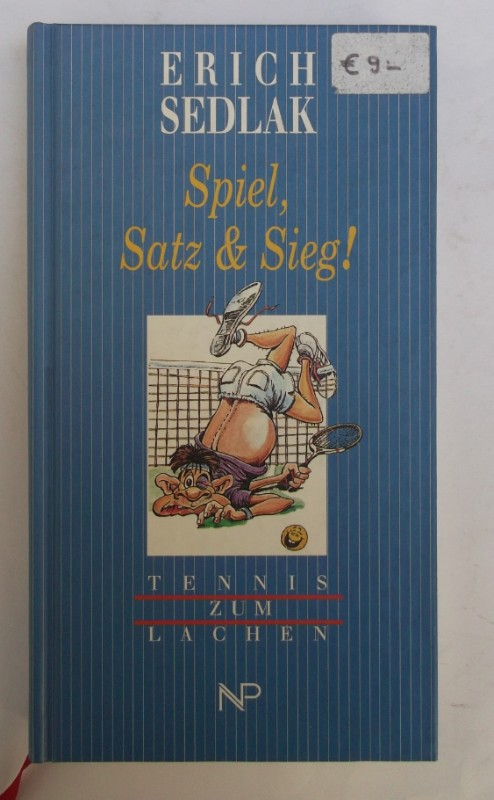 ERICH
€ 9.-
SEDLAK
Spiel,
Satz & Sieg!
TENNIS
ZUM
LACHEN
NP